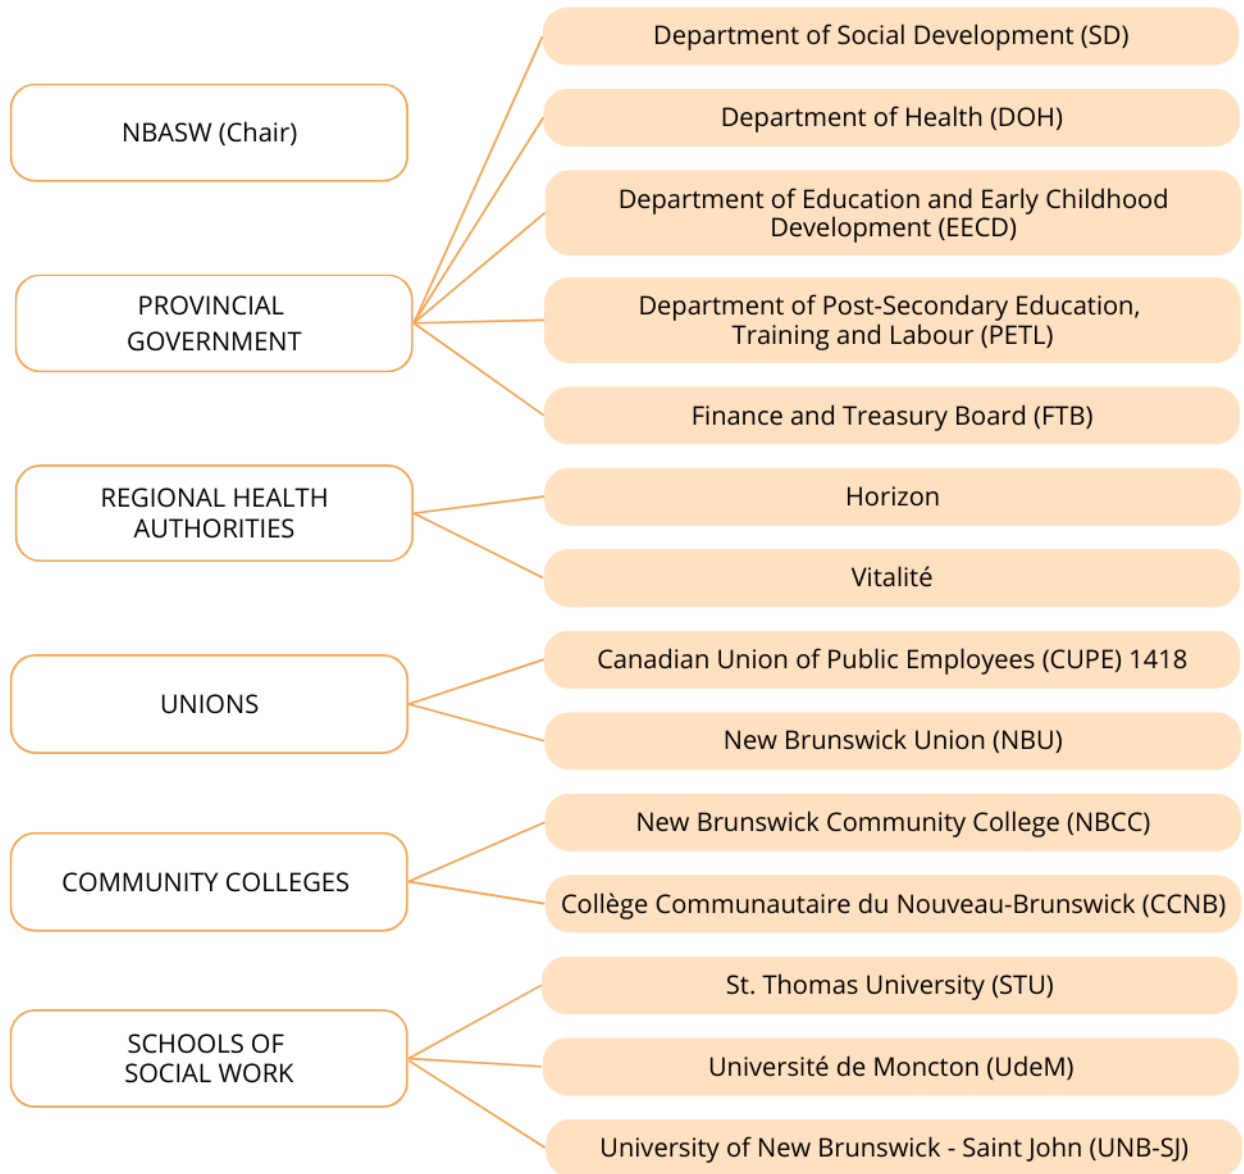 NBASW (Chair)
PROVINCIAL
GOVERNMENT
Department of Social Development (SD)
Department of Health (DOH)
Department of Education and Early Childhood
Development (EECD)
Department of Post-Secondary Education,
Training and Labour (PETL)
Finance and Treasury Board (FTB)
REGIONAL HEALTH
AUTHORITIES
Horizon
Vitalité
UNIONS
Canadian Union of Public Employees (CUPE) 1418
New Brunswick Union (NBU)
COMMUNITY COLLEGES
New Brunswick Community College (NBCC)
Collège Communautaire du Nouveau-Brunswick (CCNB)
SCHOOLS OF
SOCIAL WORK
St. Thomas University (STU)
Université de Moncton (UdeM)
University of New Brunswick - Saint John (UNB-SJ)